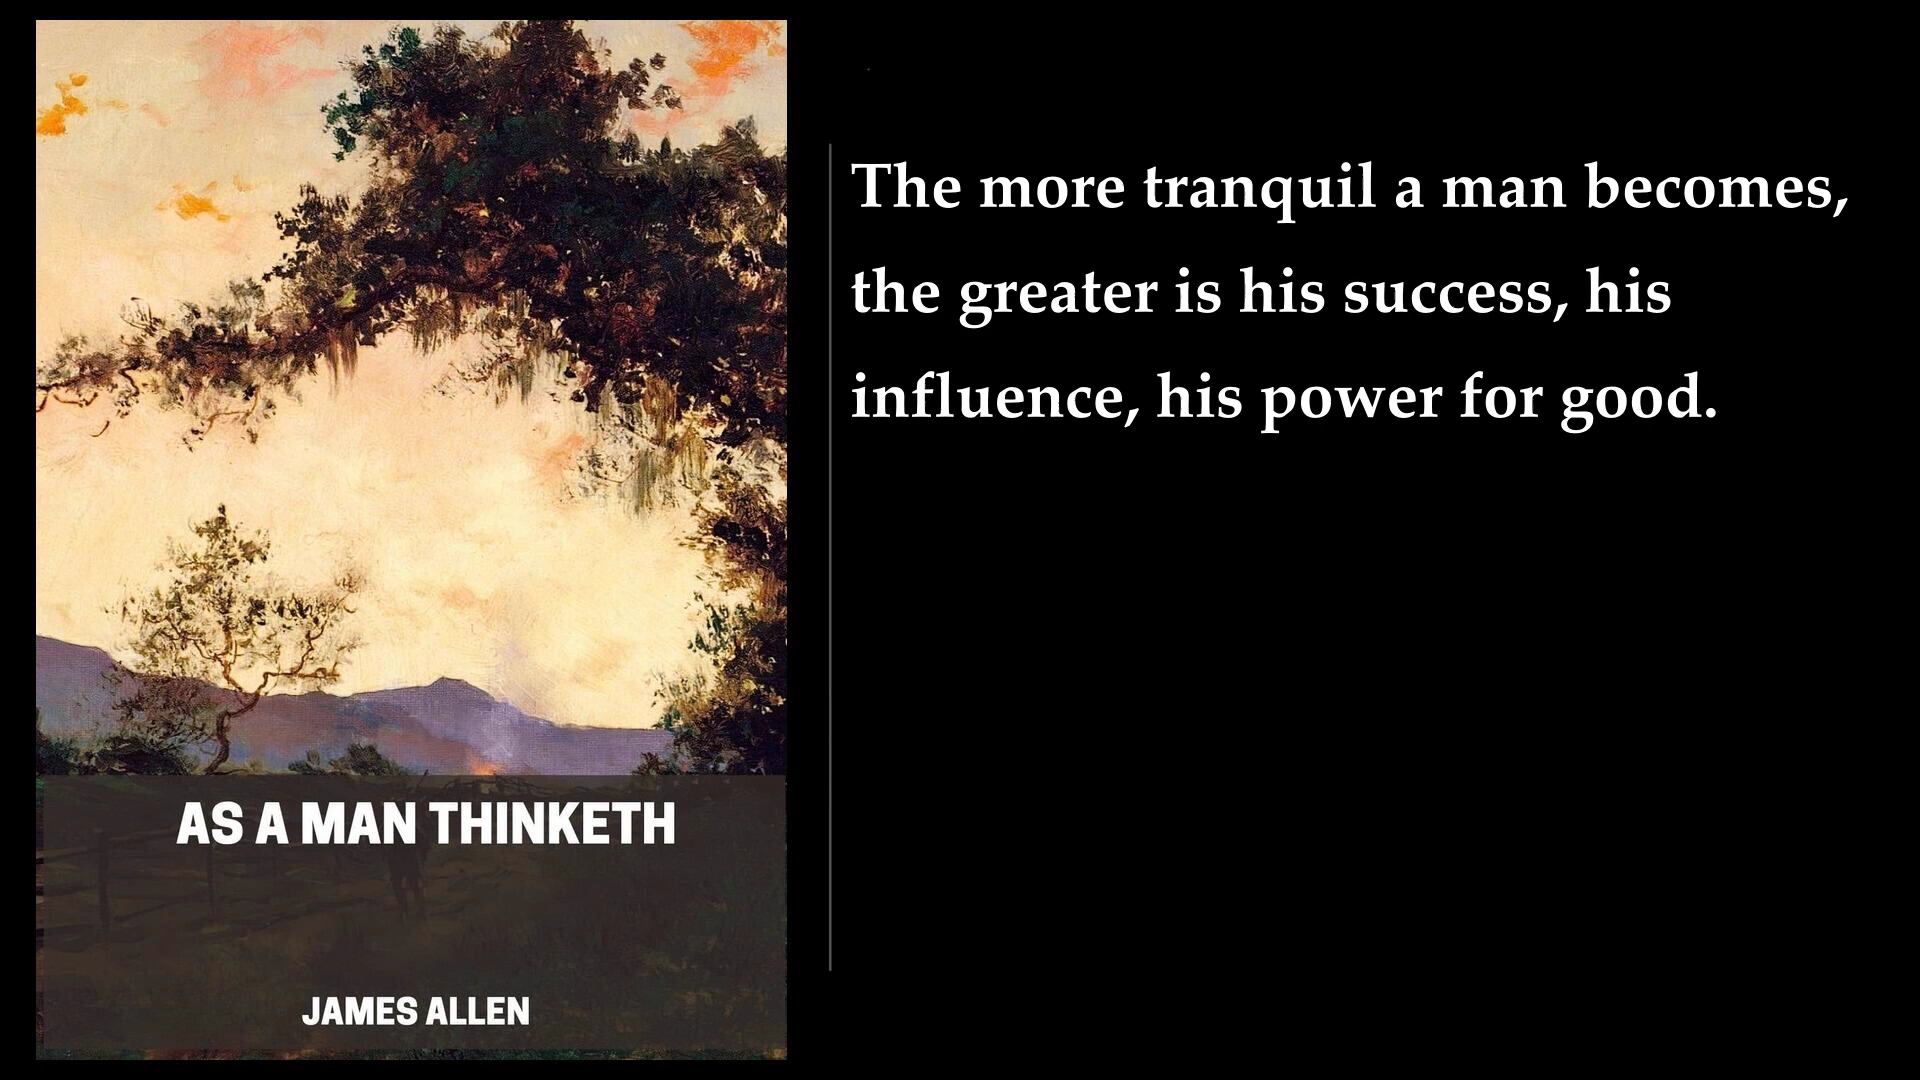 AS A MAN THINKETH
JAMES ALLEN
The more tranquil a man becomes,
the greater is his success, his
influence, his power for good.